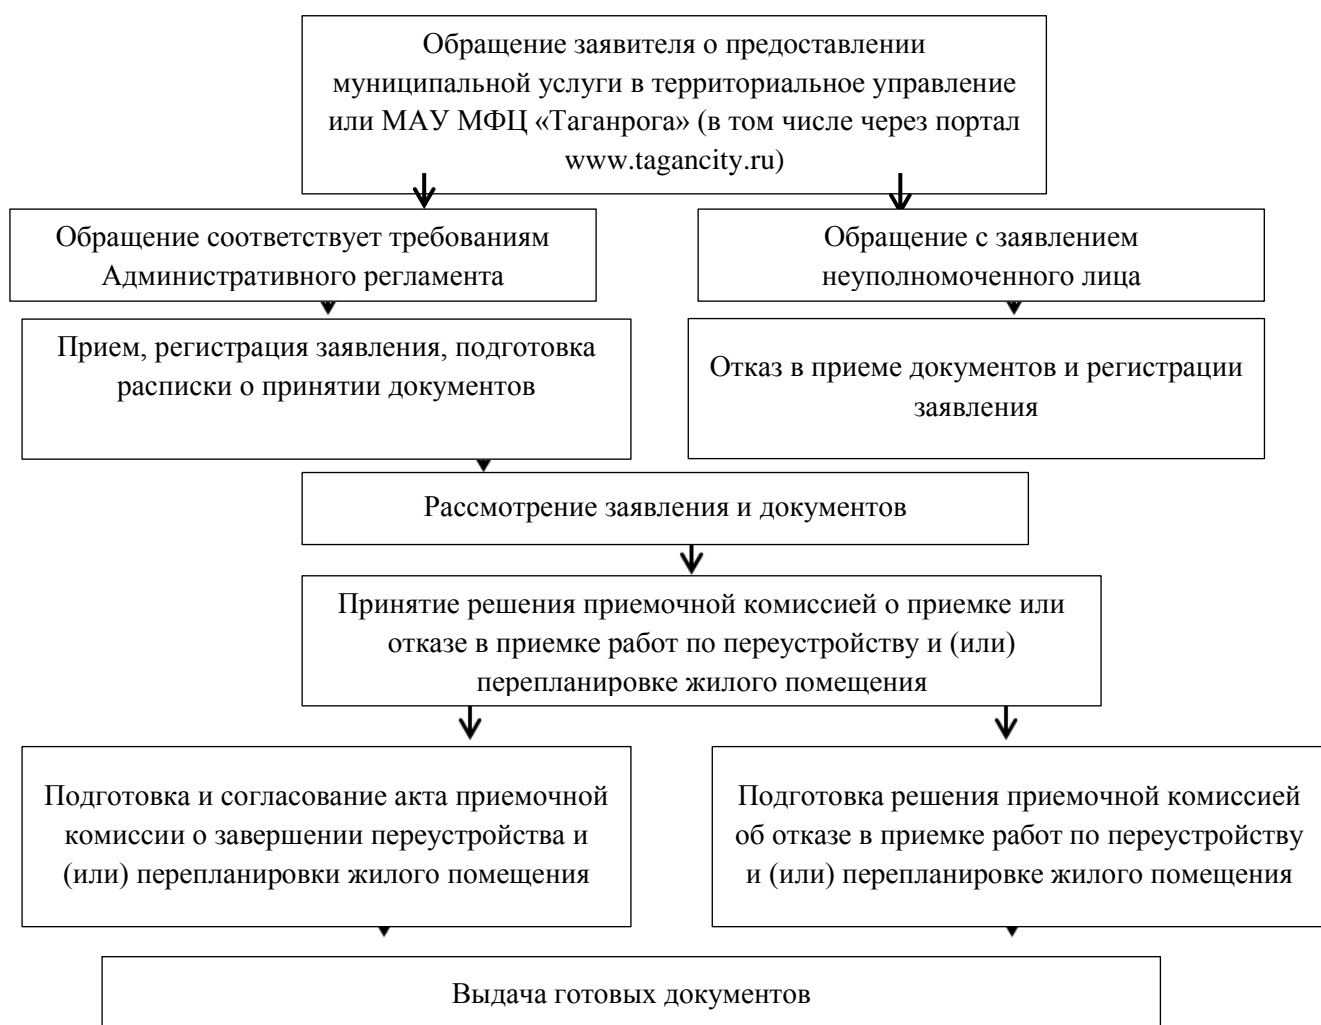 Обращение заявителя о предоставлении
муниципальной услуги в территориальное управление
или МАУ МФЦ «Таганрога» (в том числе через портал
www.tagancity.ru)
Обращение соответствует требованиям
Административного регламента
Обращение с заявлением
неуполномоченного лица
Прием, регистрация заявления, подготовка
расписки о принятии документов
Отказ в приеме документов и регистрации
заявления
Рассмотрение заявления и документов
Принятие решения приемочной комиссией о приемке или
отказе в приемке работ по переустройству и (или)
перепланировке жилого помещения
Подготовка и согласование акта приемочной
комиссии о завершении переустройства и
(или) перепланировки жилого помещения
Подготовка решения приемочной комиссией
об отказе в приемке работ по переустройству
и (или) перепланировке жилого помещения
Выдача готовых документов